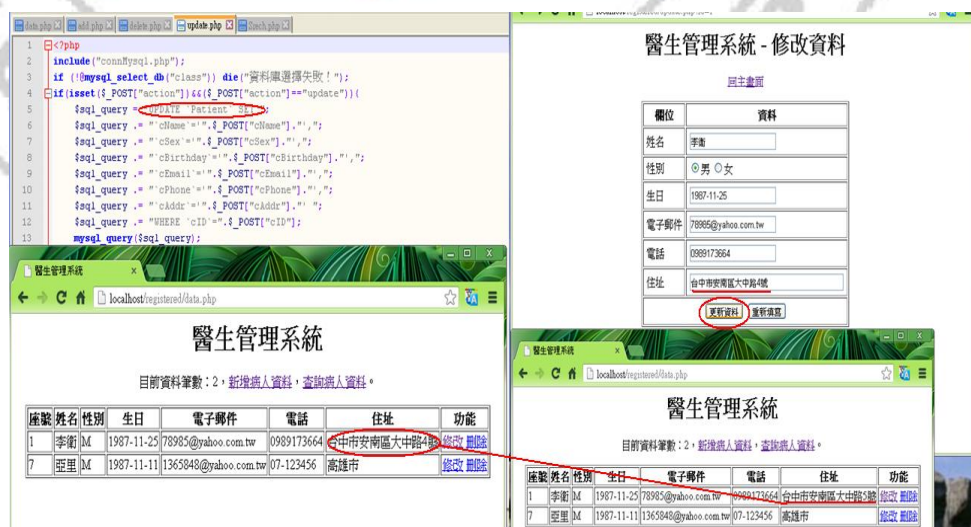 data.php add.php delete.php update.php
1 <?php
2 include("connMysql.php");
3 if (!@mysql_select_db("class")) die("資料庫選擇失敗！");
4 if(isset($_POST["action"])&&($_POST["action"]=="update")){
5 $sql_query = "UPDATE `Patient` SET ";
6 $sql_query .= "`cName`='".$_POST["cName"]."',";
7 $sql_query .= "`cSex`='".$_POST["cSex"]."',";
8 $sql_query .= "`cBirthday`='".$_POST["cBirthday"]."',";
9 $sql_query .= "`cEmail`='".$_POST["cEmail"]."',";
10 $sql_query .= "`cPhone`='".$_POST["cPhone"]."',";
11 $sql_query .= "`cAddr`='".$_POST["cAddr"]."' ";
12 $sql_query .= "WHERE `cID`=".$_POST["cID"];
13 mysql_query($sql_query);
醫生管理系統 - 修改資料
回主畫面
欄位 資料
姓名 李衛
性別 男 女
生日 1987-11-25
電子郵件 78985@yahoo.com.tw
電話 0989173664
住址 台中市安南區大中路4號
更新資料 重新填寫
醫生管理系統
localhost/registered/data.php
醫生管理系統
目前資料筆數：2，新增病人資料，查詢病人資料。
座號 姓名 性別 生日 電子郵件 電話 住址 功能
1 李衛 M 1987-11-25 78985@yahoo.com.tw 0989173664 台中市安南區大中路4號 修改 刪除
7 亞里 M 1987-11-11 1365848@yahoo.com.tw 07-123456 高雄市 修改 刪除
醫生管理系統
localhost/registered/data.php
醫生管理系統
目前資料筆數：2，新增病人資料，查詢病人資料。
座號 姓名 性別 生日 電子郵件 電話 住址 功能
1 李衛 M 1987-11-25 78985@yahoo.com.tw 0989173664 台中市安南區大中路5號 修改 刪除
7 亞里 M 1987-11-11 1365848@yahoo.com.tw 07-123456 高雄市 修改 刪除